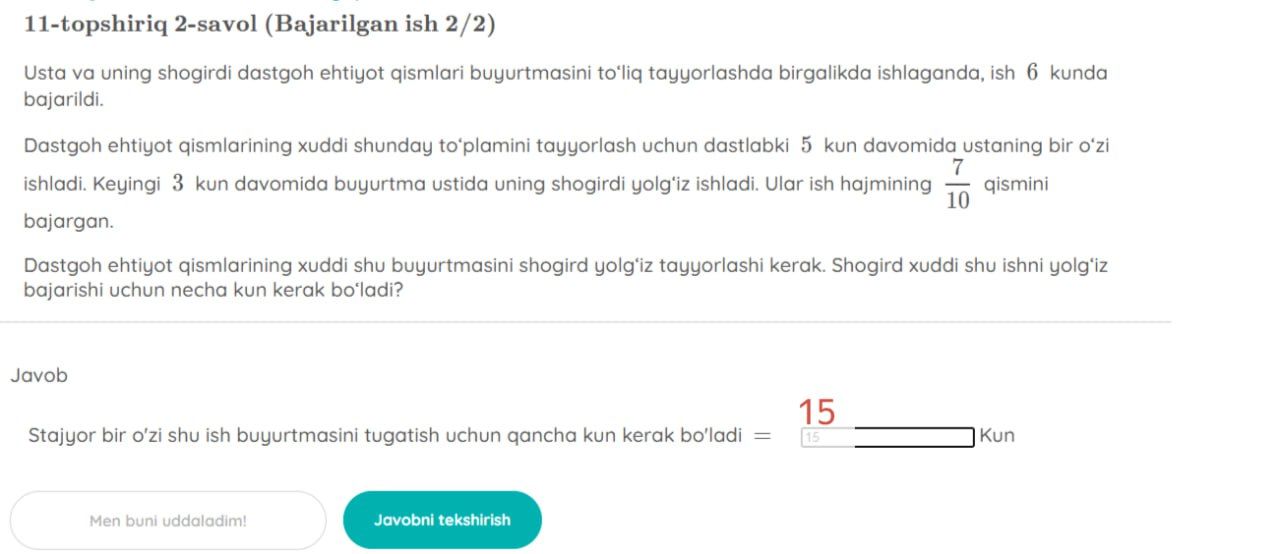 11-topshiriq 2-savol (Bajarilgan ish 2/2)
Usta va uning shogirdi dastgoh ehtiyot qismlari buyurtmasini to‘liq tayyorlashda birgalikda ishlaganda, ish 6 kunda
bajarildi.
Dastgoh ehtiyot qismlarining xuddi shunday to‘plamini tayyorlash uchun dastlabki 5 kun davomida ustaning bir o‘zi
ishladi. Keyingi 3 kun davomida buyurtma ustida uning shogirdi yolg‘iz ishladi. Ular ish hajmining 7/10 qismini
bajargan.
Dastgoh ehtiyot qismlarining xuddi shu buyurtmasini shogird yolg‘iz tayyorlashi kerak. Shogird xuddi shu ishni yolg‘iz
bajarishi uchun necha kun kerak bo‘ladi?
Javob
15
Stajyor bir o'zi shu ish buyurtmasini tugatish uchun qancha kun kerak bo'ladi = 15 Kun
Men buni uddaladim! Javobni tekshirish